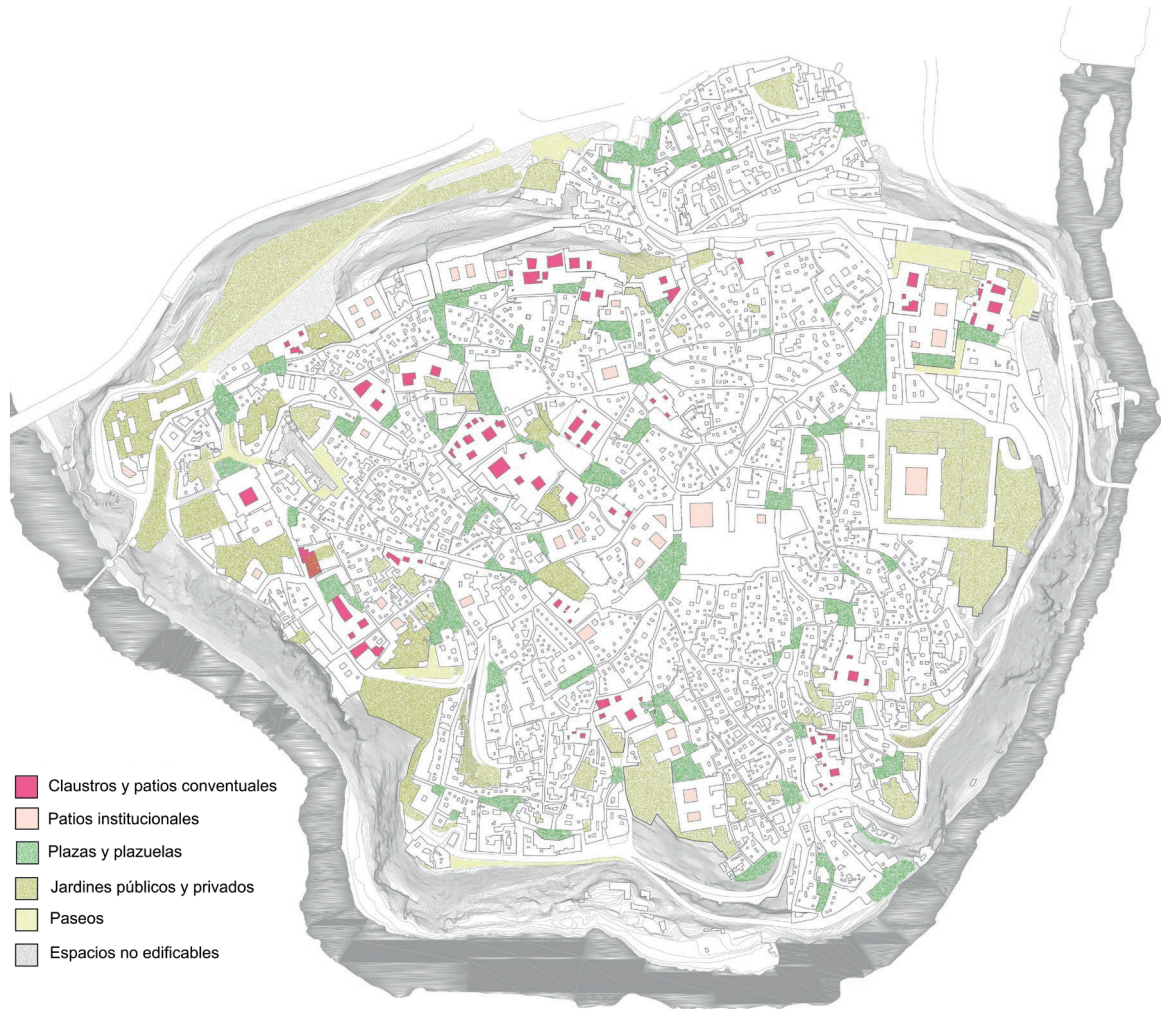 Claustros y patios conventuales
Patios institucionales
Plazas y plazuelas
Jardines públicos y privados
Paseos
Espacios no edificables